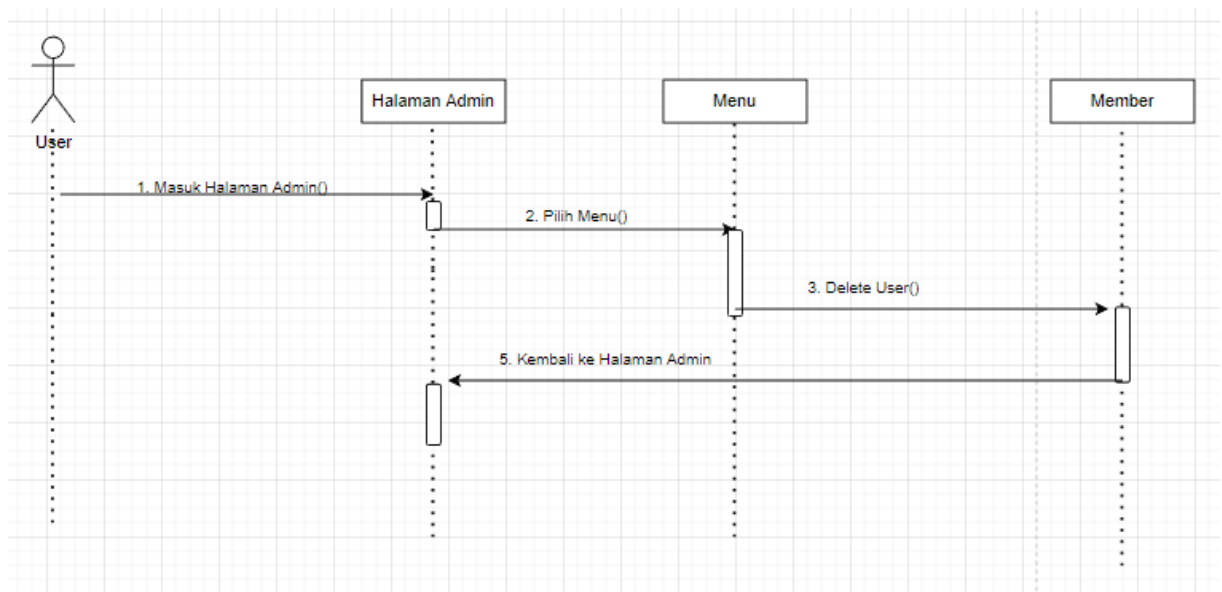 User
Halaman Admin
Menu
Member
1. Masuk Halaman Admin()
2. Pilih Menu()
3. Delete User()
5. Kembali ke Halaman Admin